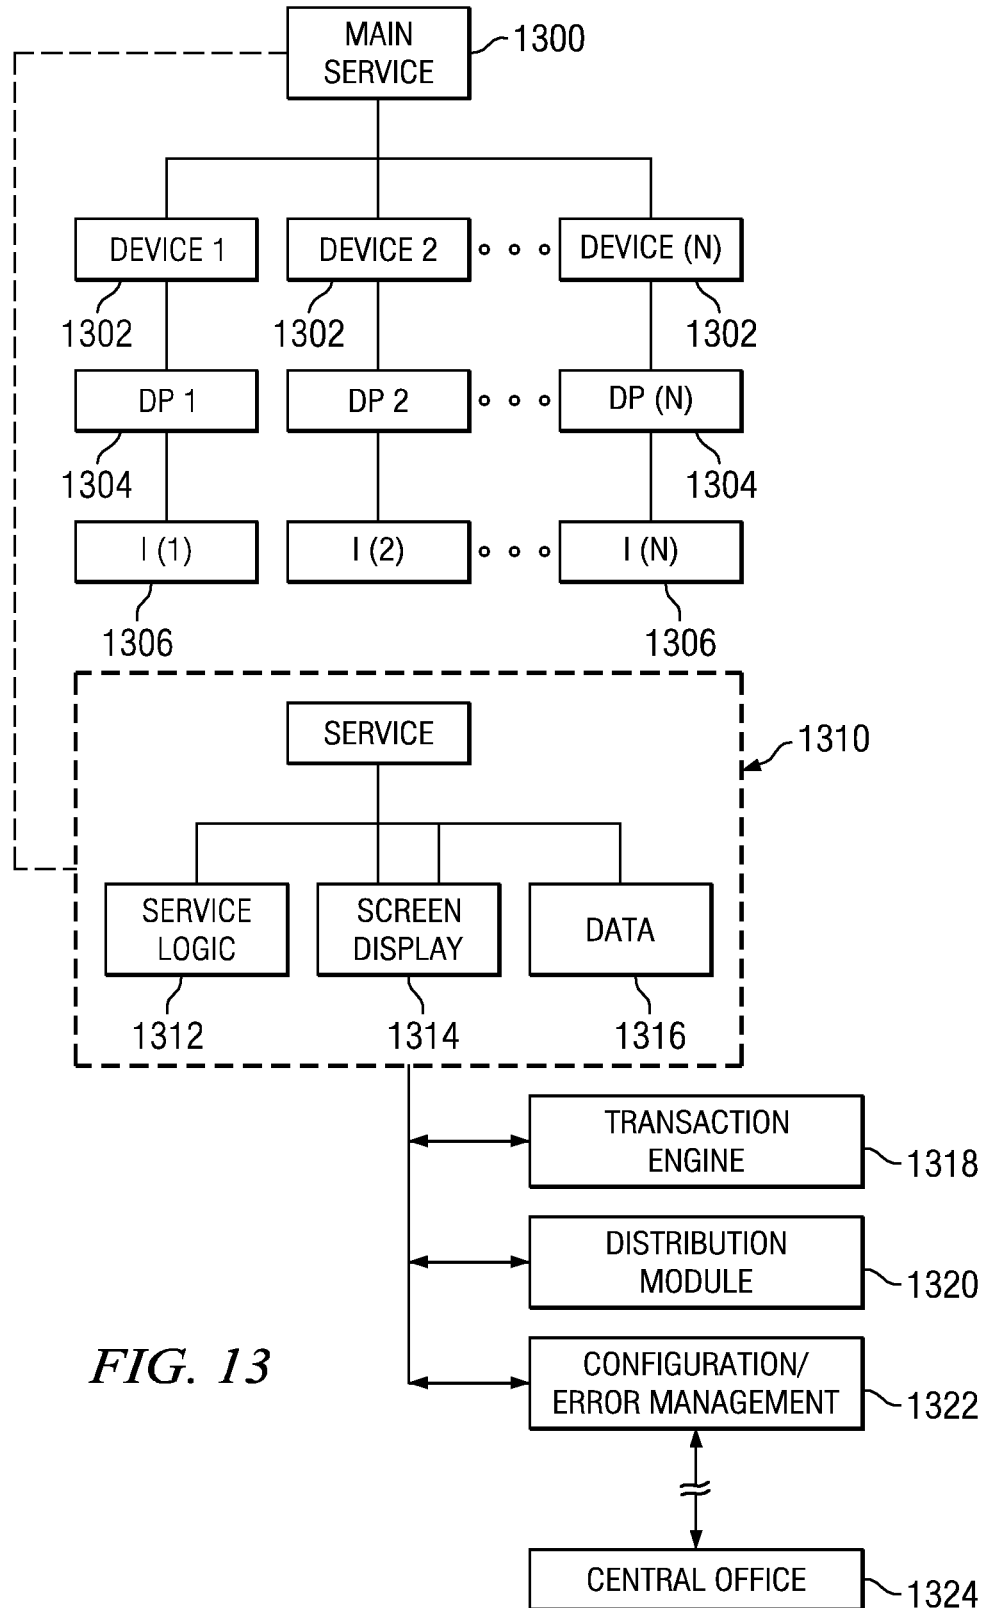 MAIN
SERVICE
1300
DEVICE 1
DEVICE 2
DEVICE (N)
1302
1302
1302
DP 1
DP 2
DP (N)
1304
1304
I (1)
I (2)
I (N)
1306
1306
SERVICE
1310
SERVICE
LOGIC
SCREEN
DISPLAY
DATA
1312
1314
1316
TRANSACTION
ENGINE
1318
DISTRIBUTION
MODULE
1320
FIG. 13
CONFIGURATION/
ERROR MANAGEMENT
1322
CENTRAL OFFICE
1324